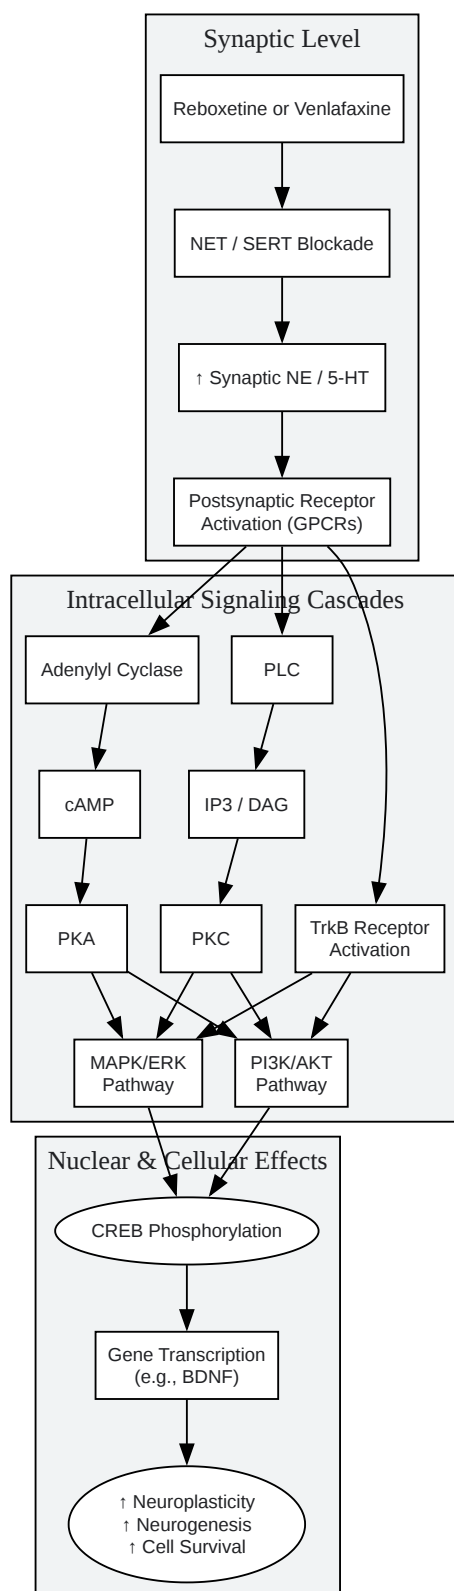 Synaptic Level
Reboxetine or Venlafaxine
NET / SERT Blockade
↑ Synaptic NE / 5-HT
Postsynaptic Receptor
Activation (GPCRs)
Intracellular Signaling Cascades
Adenylyl Cyclase
PLC
cAMP
IP3 / DAG
PKA
PKC
TrkB Receptor
Activation
MAPK/ERK
Pathway
PI3K/AKT
Pathway
Nuclear & Cellular Effects
CREB Phosphorylation
Gene Transcription
(e.g., BDNF)
↑ Neuroplasticity
↑ Neurogenesis
↑ Cell Survival